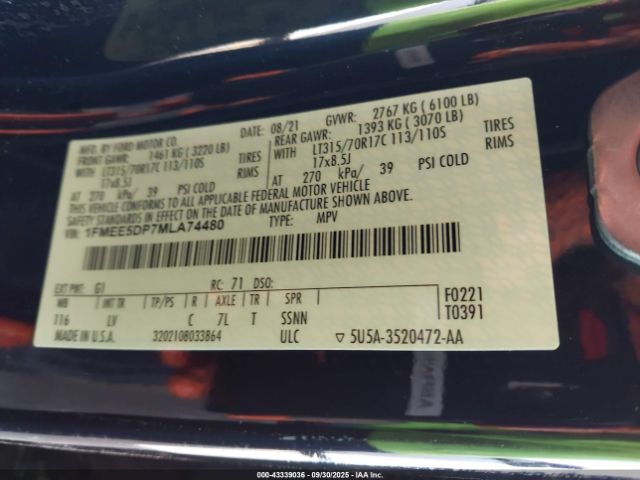 MFD. BY FORD MOTOR CO.
DATE: 08/21 GVWR: 2767 KG ( 6100 LB)
FRONT GAWR: 1461 KG ( 3220 LB) REAR GAWR: 1393 KG ( 3070 LB)
WITH LT315/70R17C 113/110S TIRES WITH LT315/70R17C 113/110S TIRES
17x8.5J RIMS 17x8.5J RIMS
AT 270 kPa/ 39 PSI COLD AT 270 kPa/ 39 PSI COLD
THIS VEHICLE CONFORMS TO ALL APPLICABLE FEDERAL MOTOR VEHICLE
SAFETY STANDARDS IN EFFECT ON THE DATE OF MANUFACTURE SHOWN ABOVE.
VIN: 1FMEE5DP7MLA74480 TYPE: MPV
EXT PNT: G1 RC: 71 DSO:
WB INT TR TP/PS R AXLE TR SPR F0221
116 LV C 7L T SSNN T0391
MADE IN U.S.A. 3202108033864 ULC ▽ 5U5A-3520472-AA
000-43339036 - 09/30/2025 - IAAI.com